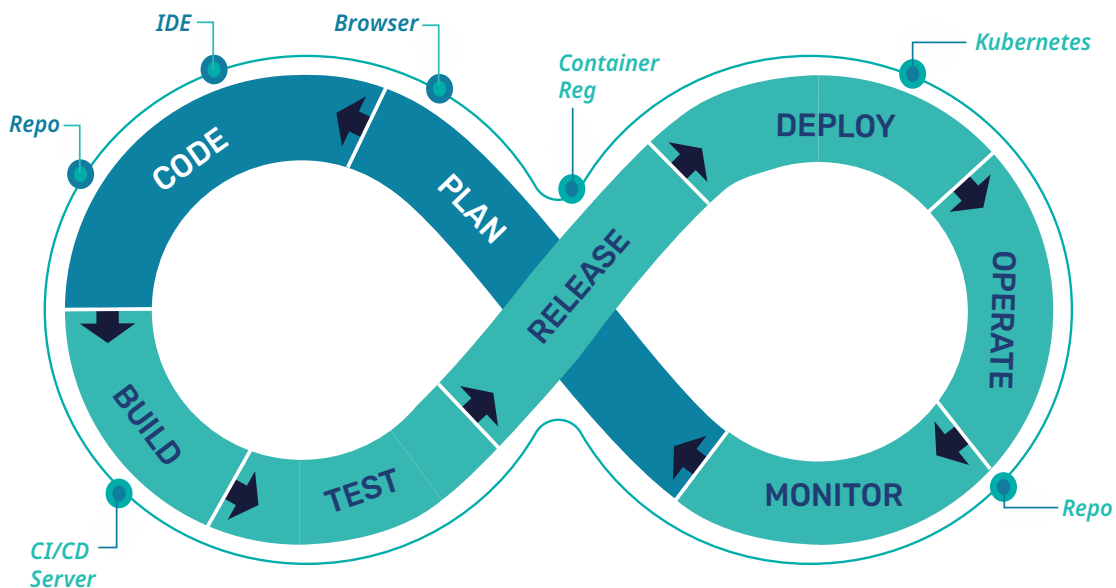 IDE
Browser
Container
Reg
Kubernetes
Repo
CODE
PLAN
DEPLOY
RELEASE
OPERATE
BUILD
TEST
MONITOR
Repo
CI/CD
Server